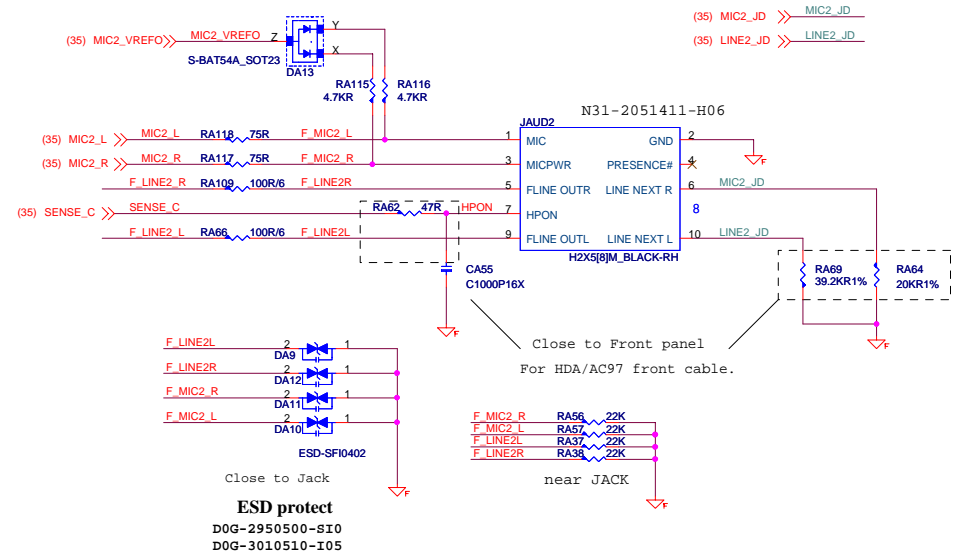 (35) MIC2_VREFO MIC2_VREFO Z Y X
S-BAT54A_SOT23
DA13
(35) MIC2_JD MIC2_JD
(35) LINE2_JD LINE2_JD
RA115 RA116
4.7KR 4.7KR
N31-2051411-H06
JAUD2
(35) MIC2_L MIC2_L RA118 75R F_MIC2_L 1 MIC GND 2 F
(35) MIC2_R MIC2_R RA117 75R F_MIC2_R 3 MICPWR PRESENCE# 4
F_LINE2_R RA109 100R/6 F_LINE2R 5 FLINE OUTR LINE NEXT R 6 MIC2_JD
(35) SENSE_C SENSE_C RA62 47R HPON 7 HPON 8
F_LINE2_L RA66 100R/6 F_LINE2L 9 FLINE OUTL LINE NEXT L 10 LINE2_JD
H2X5[8]M_BLACK-RH
CA55
C1000P16X
F
RA69 RA64
39.2KR1% 20KR1%
F
Close to Front panel
For HDA/AC97 front cable.
F_LINE2L 2 1
DA9
F_LINE2R 2 1
DA12
F_MIC2_R 2 1
DA11
F_MIC2_L 2 1
DA10
ESD-SFI0402
F
Close to Jack
ESD protect
D0G-2950500-SI0
D0G-3010510-I05
F_MIC2_R RA56 22K
F_MIC2_L RA57 22K
F_LINE2L RA37 22K
F_LINE2R RA38 22K
near JACK
F